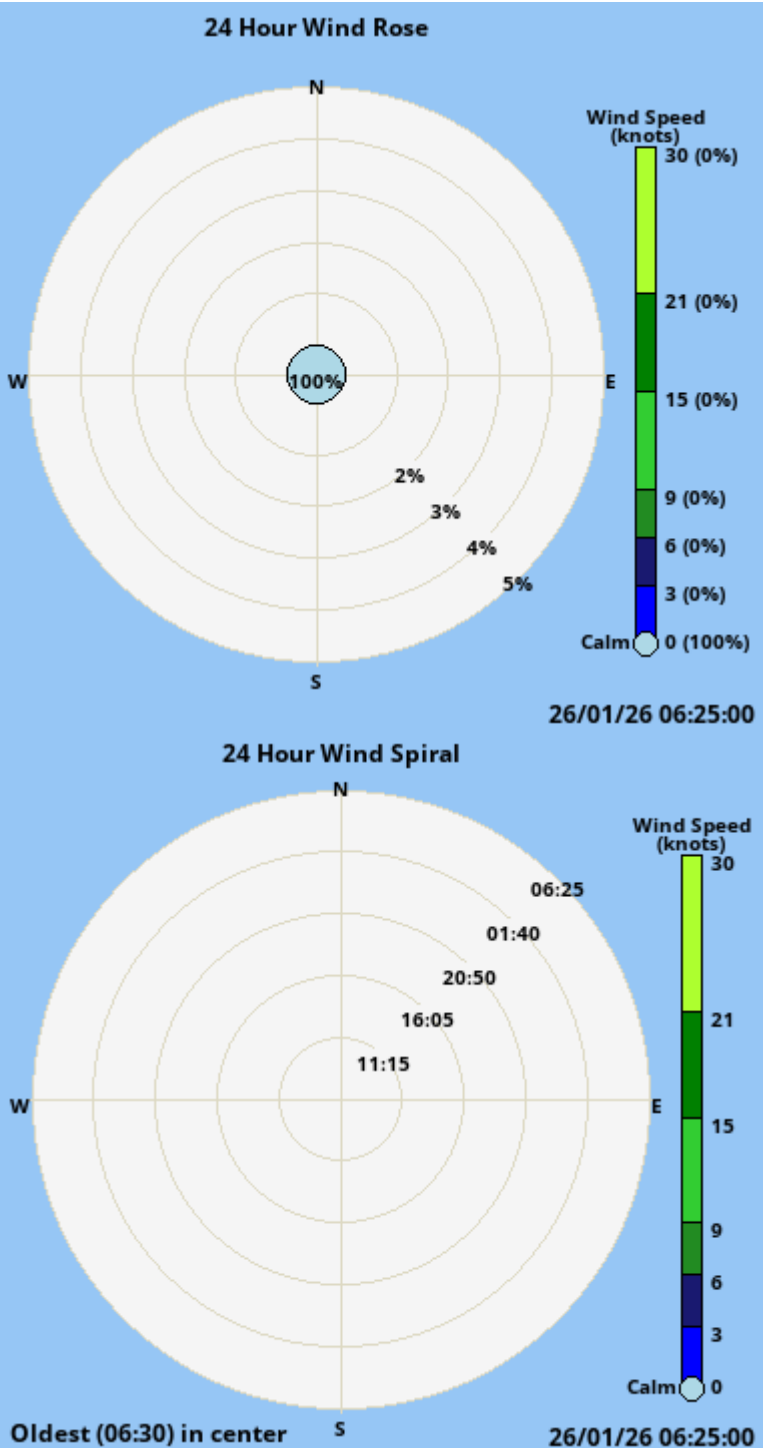 24 Hour Wind Rose
N
Wind Speed
(knots)
30 (0%)
21 (0%)
W
100%
E
15 (0%)
2%
9 (0%)
3%
4%
6 (0%)
5%
3 (0%)
Calm
0 (100%)
S
26/01/26 06:25:00
24 Hour Wind Spiral
N
Wind Speed
(knots)
30
06:25
01:40
20:50
21
16:05
11:15
W
E
15
9
6
3
Calm
0
Oldest (06:30) in center
S
26/01/26 06:25:00